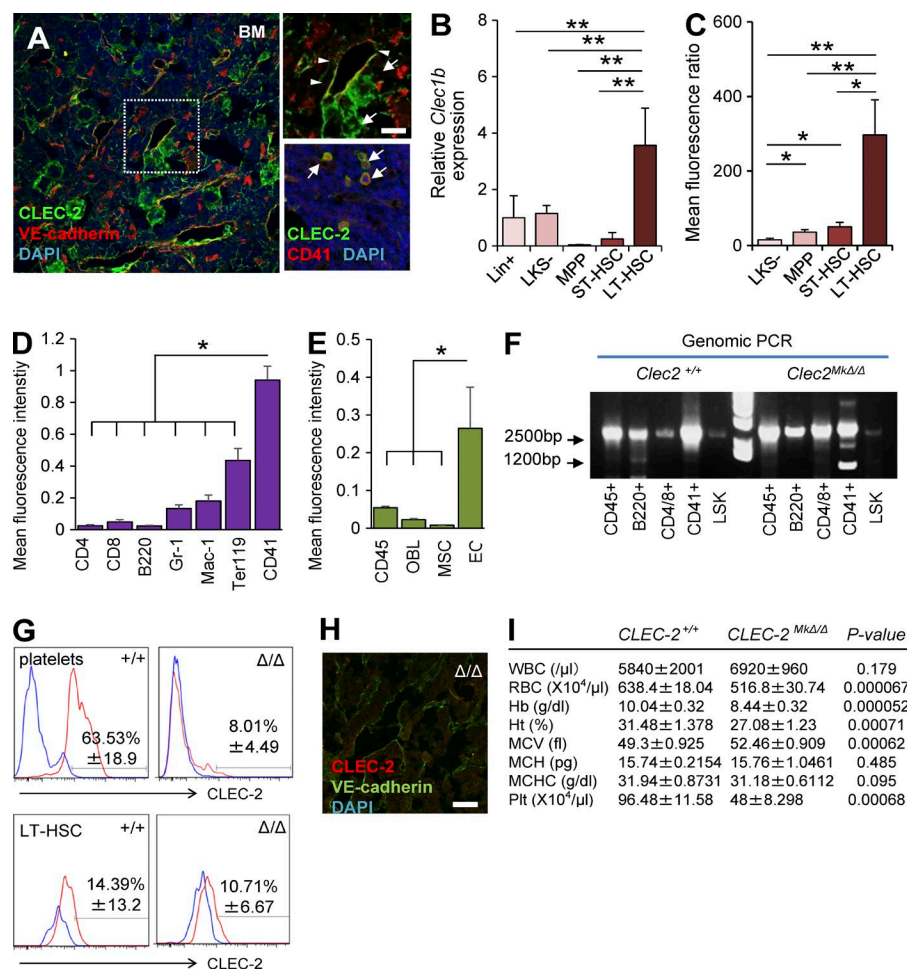 A
BM
CLEC-2
VE-cadherin
DAPI
CLEC-2
CD41 DAPI
B
Relative Clec1b
expression
8
6
4
2
0
**
**
**
**
Lin+
LKS-
MPP
ST-HSC
LT-HSC
C
Mean fluorescence ratio
600
400
200
0
**
**
*
*
*
LKS-
MPP
ST-HSC
LT-HSC
D
Mean fluorescence intenstiy
1.2
1
0.8
0.6
0.4
0.2
0
*
CD4
CD8
B220
Gr-1
Mac-1
Ter119
CD41
E
Mean fluorescence intensity
0.5
0.4
0.3
0.2
0.1
0
*
CD45
OBL
MSC
EC
F
Genomic PCR
Clec2 +/+ Clec2 MkΔ/Δ
2500bp
1200bp
CD45+
B220+
CD4/8+
CD41+
LSK
CD45+
B220+
CD4/8+
CD41+
LSK
G
platelets +/+
63.53%
±18.9
Δ/Δ
8.01%
±4.49
CLEC-2
LT-HSC +/+
14.39%
±13.2
Δ/Δ
10.71%
±6.67
CLEC-2
H
Δ/Δ
CLEC-2
VE-cadherin
DAPI
I
CLEC-2 +/+ CLEC-2 MkΔ/Δ P-value
WBC (/μl) 5840±2001 6920±960 0.179
RBC (X10⁴/μl) 638.4±18.04 516.8±30.74 0.000067
Hb (g/dl) 10.04±0.32 8.44±0.32 0.000052
Ht (%) 31.48±1.378 27.08±1.23 0.00071
MCV (fl) 49.3±0.925 52.46±0.909 0.00062
MCH (pg) 15.74±0.2154 15.76±1.0461 0.485
MCHC (g/dl) 31.94±0.8731 31.18±0.6112 0.095
Plt (X10⁴/μl) 96.48±11.58 48±8.298 0.00068